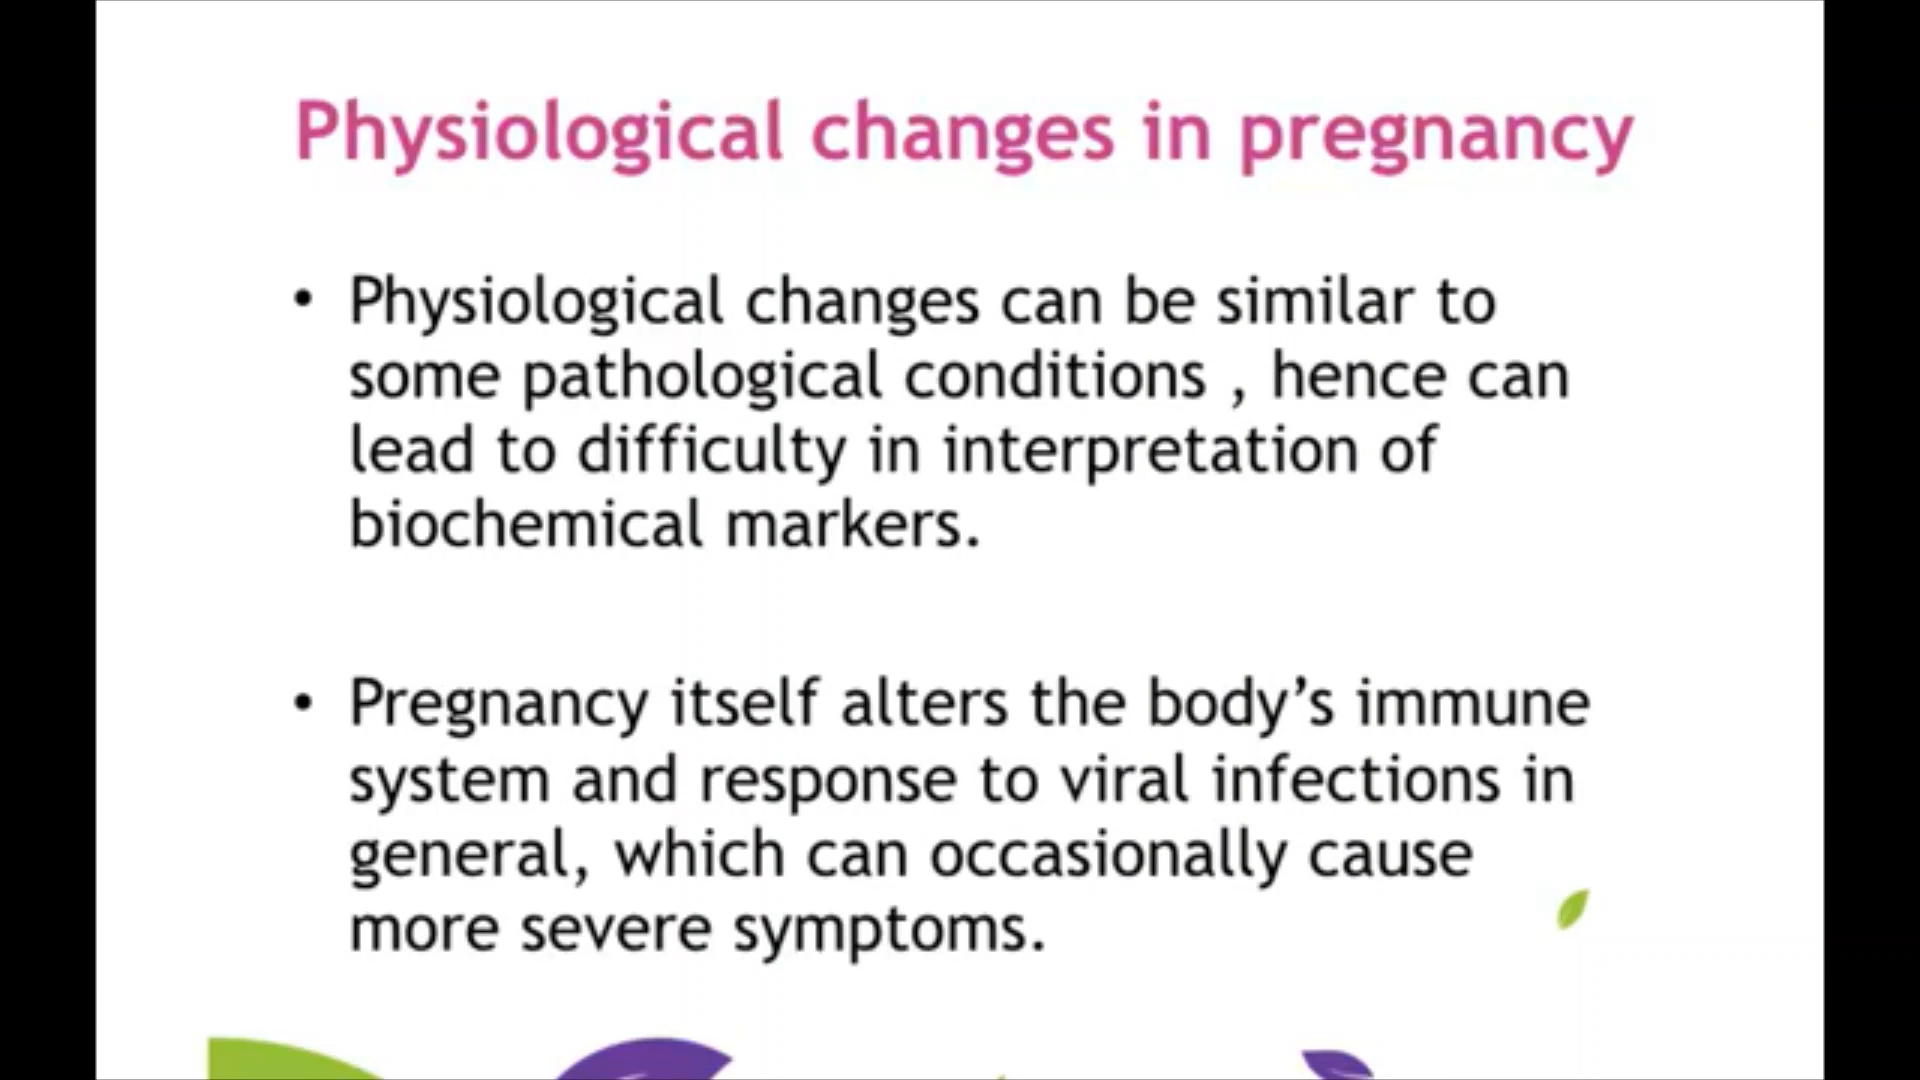 Physiological changes in pregnancy
• Physiological changes can be similar to
some pathological conditions , hence can
lead to difficulty in interpretation of
biochemical markers.
• Pregnancy itself alters the body’s immune
system and response to viral infections in
general, which can occasionally cause
more severe symptoms.